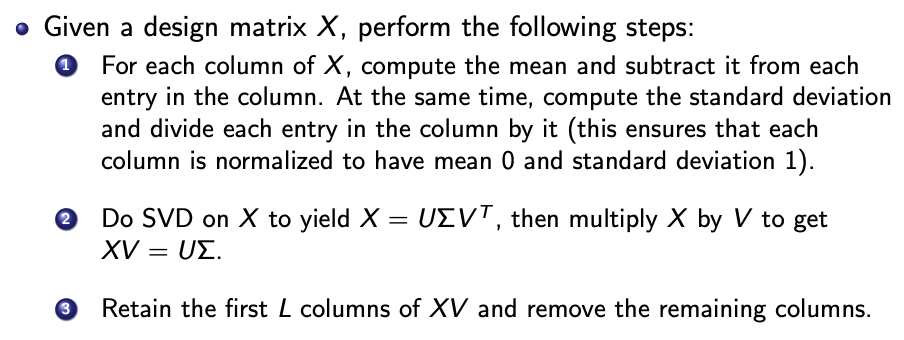 Given a design matrix X, perform the following steps:
1 For each column of X, compute the mean and subtract it from each
entry in the column. At the same time, compute the standard deviation
and divide each entry in the column by it (this ensures that each
column is normalized to have mean 0 and standard deviation 1).
2 Do SVD on X to yield X = UΣVᵀ, then multiply X by V to get
XV = UΣ.
3 Retain the first L columns of XV and remove the remaining columns.